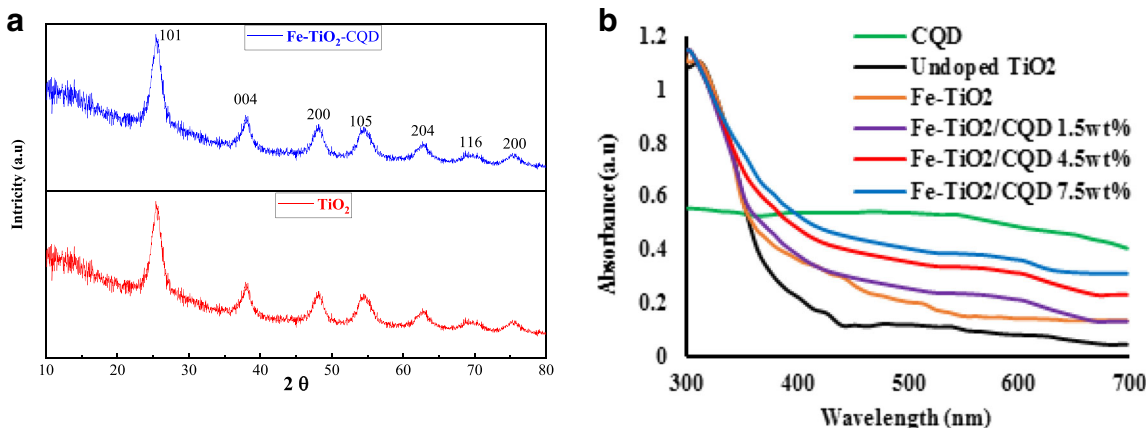 a
Fe-TiO2-CQD
101
004
200
105
204
116
200
TiO2
Intricity (a.u)
10 20 30 40 50 60 70 80
2 θ
b
CQD
Undoped TiO2
Fe-TiO2
Fe-TiO2/CQD 1.5wt%
Fe-TiO2/CQD 4.5wt%
Fe-TiO2/CQD 7.5wt%
1.2
1
0.8
0.6
0.4
0.2
0
Absorbance (a.u)
300 400 500 600 700
Wavelength (nm)